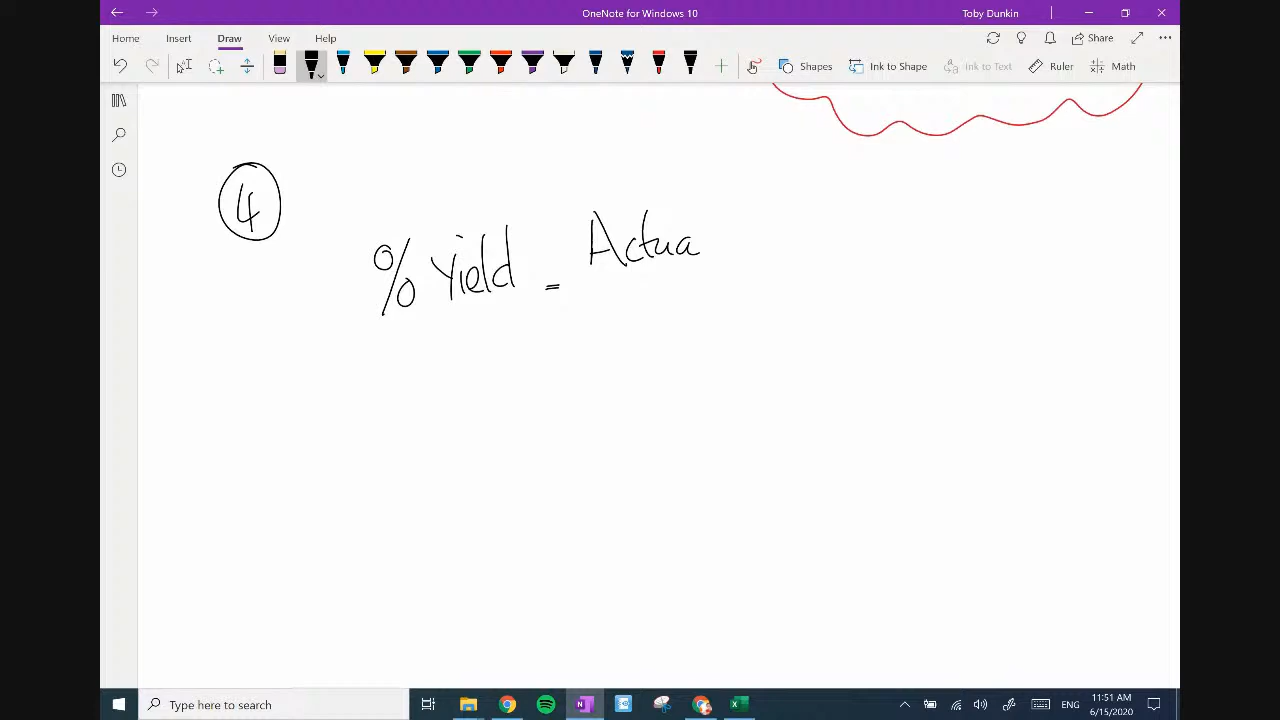 OneNote for Windows 10
Toby Dunkin
Home Insert Draw View Help
Share
Shapes Ink to Shape Ink to Text Ruler Math
4
% Yield = Actua
Type here to search
ENG
11:51 AM
6/15/2020